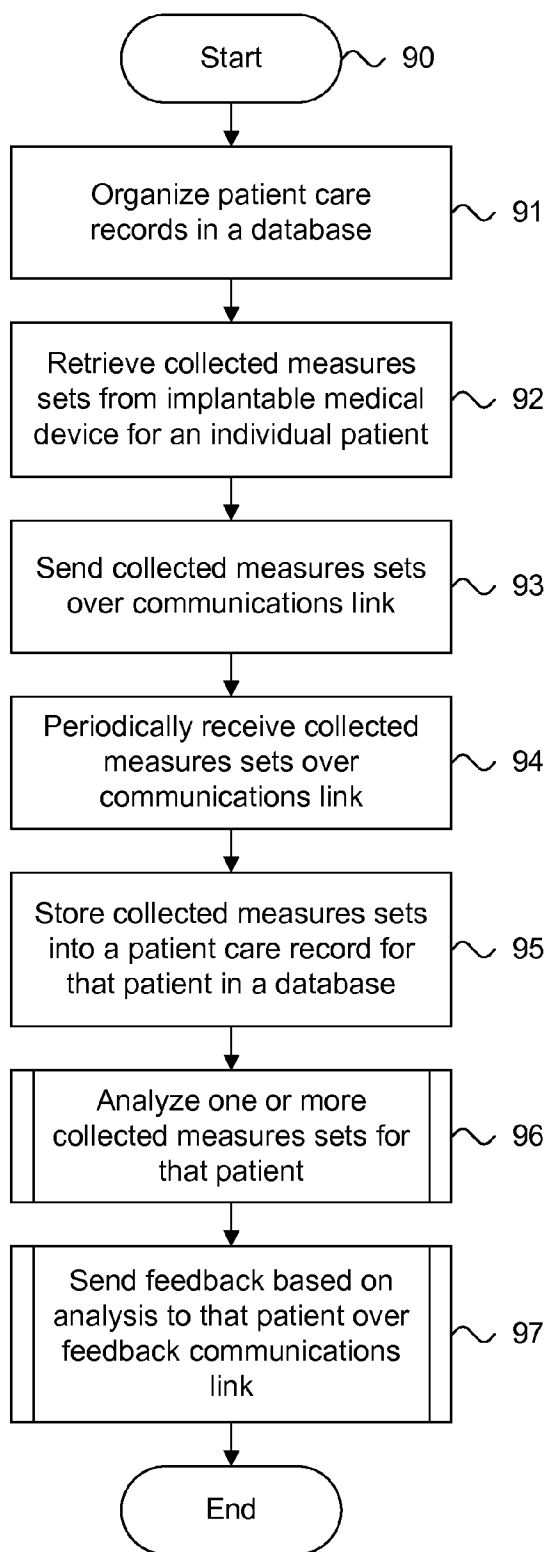 Start
90
Organize patient care
records in a database
91
Retrieve collected measures
sets from implantable medical
device for an individual patient
92
Send collected measures sets
over communications link
93
Periodically receive collected
measures sets over
communications link
94
Store collected measures sets
into a patient care record for
that patient in a database
95
Analyze one or more
collected measures sets for
that patient
96
Send feedback based on
analysis to that patient over
feedback communications
link
97
End